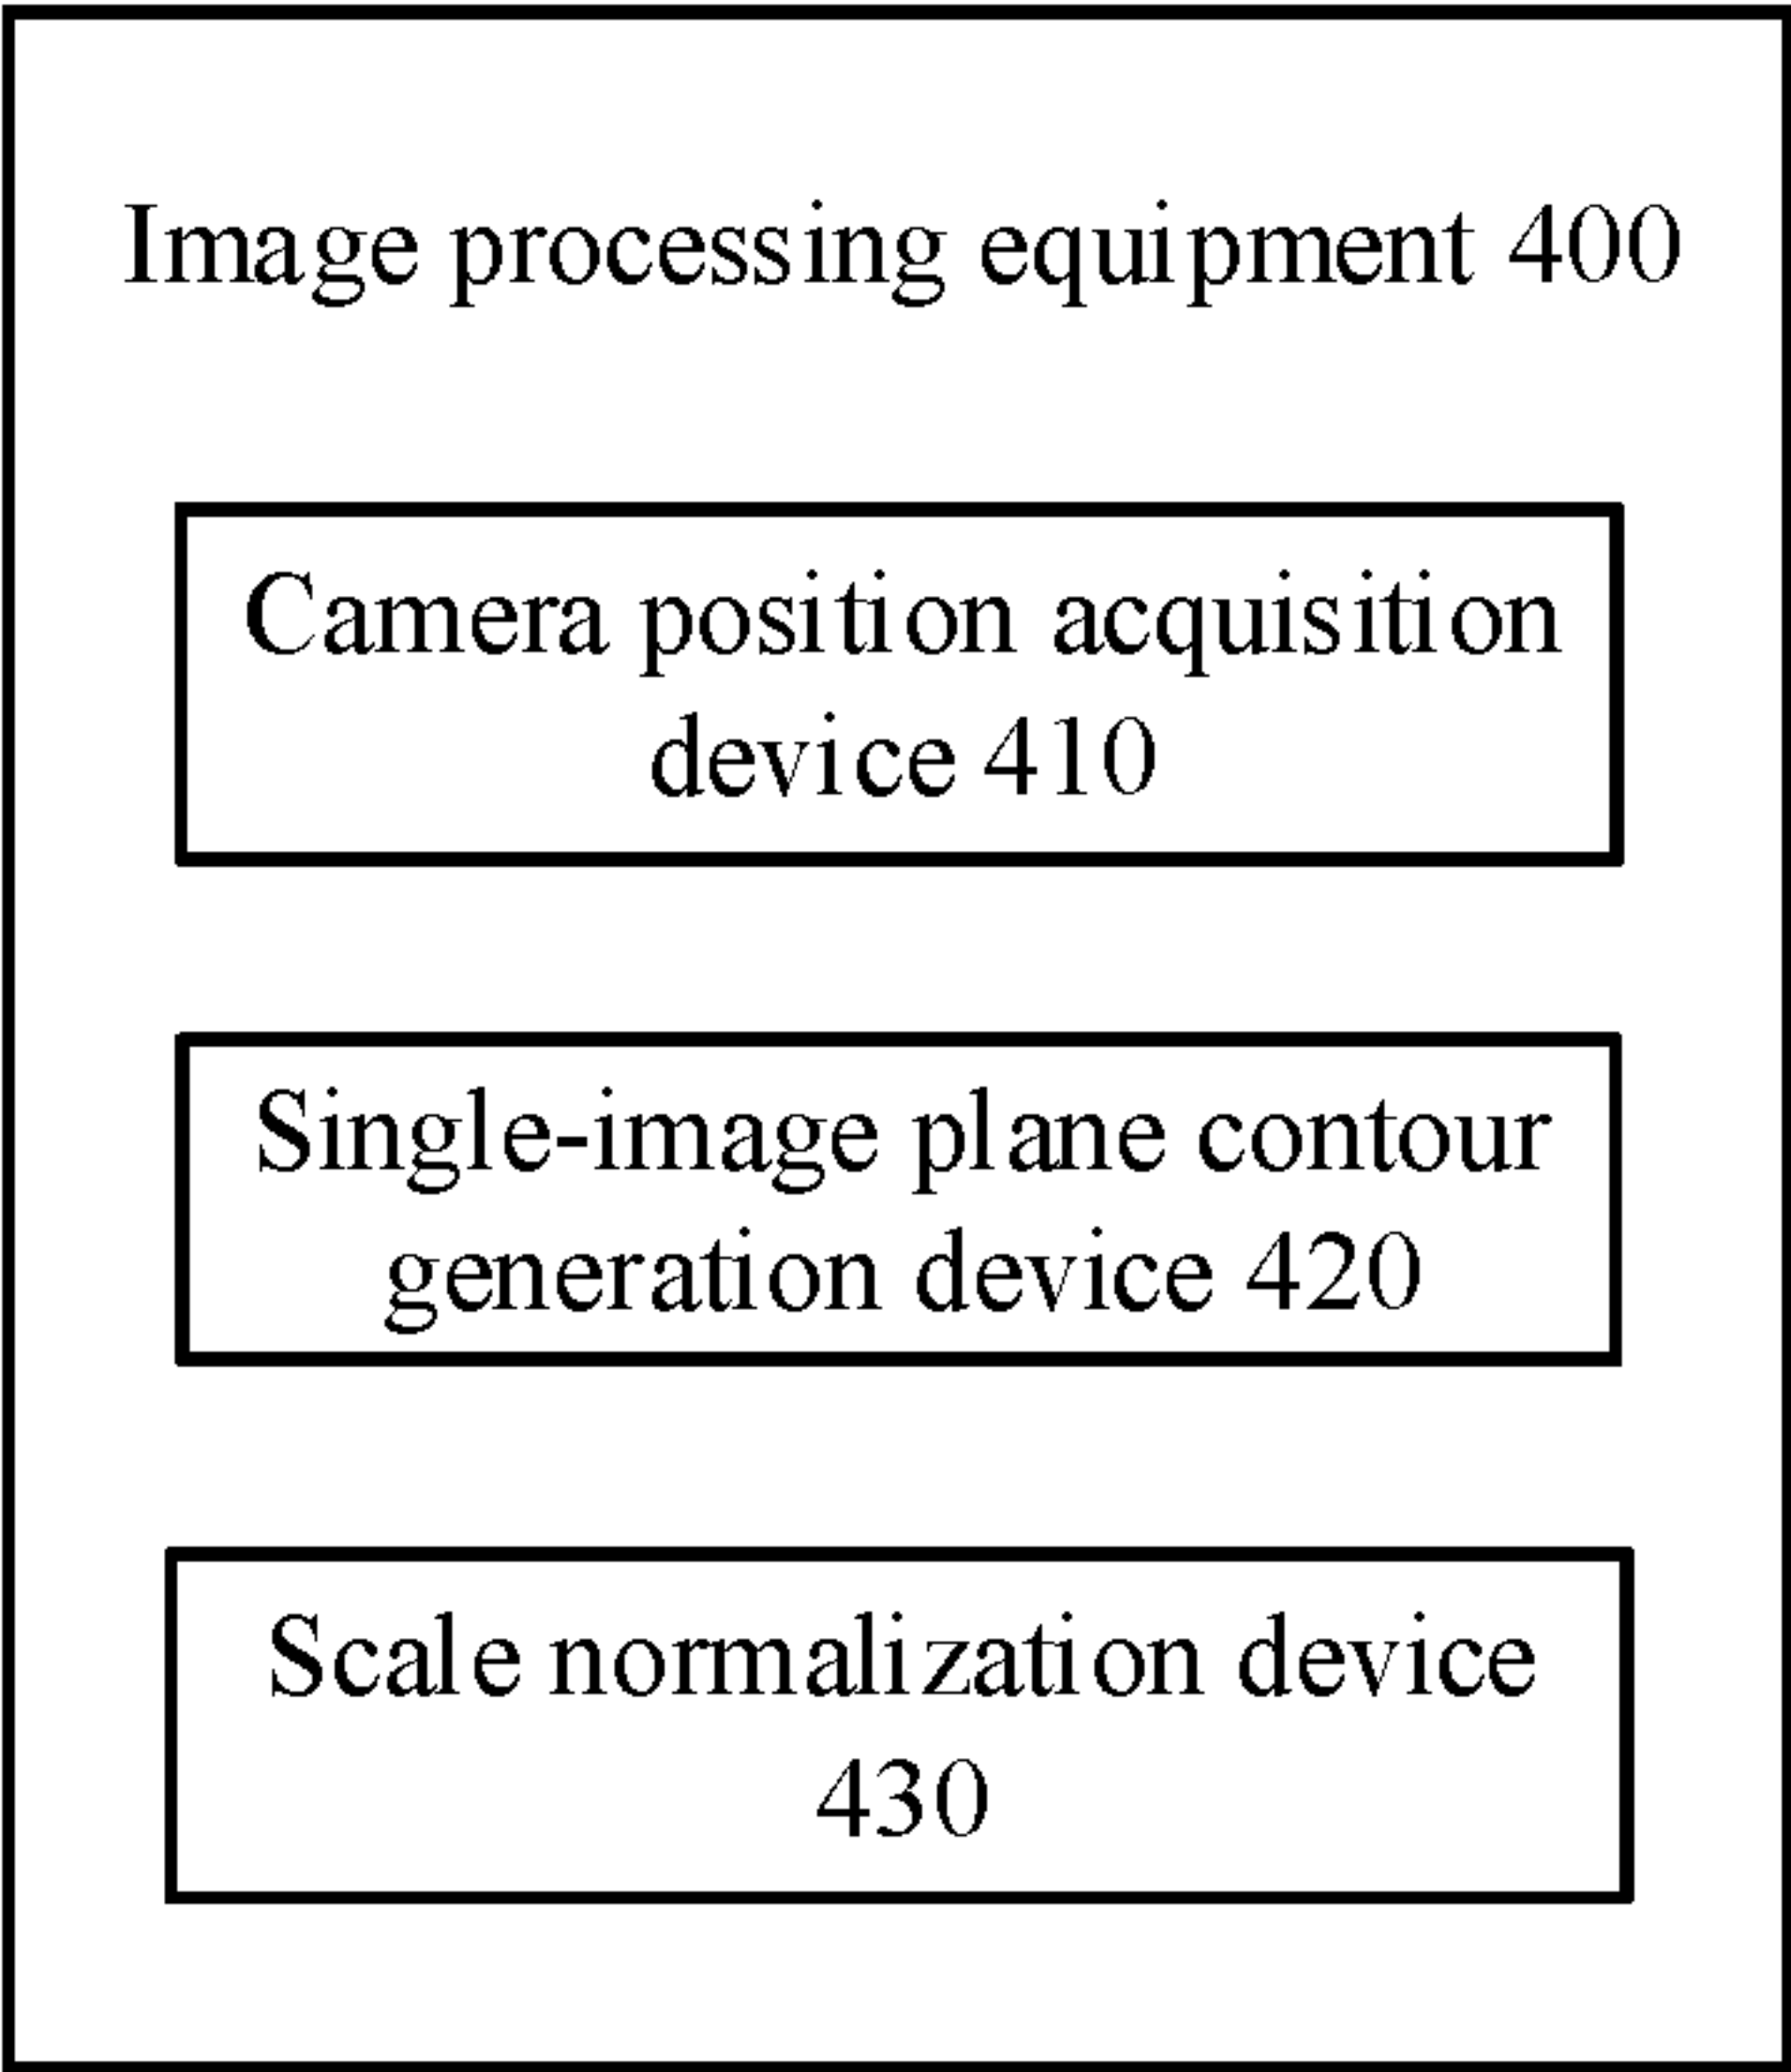 Image processing equipment 400
Camera position acquisition
device 410
Single-image plane contour
generation device 420
Scale normalization device
430